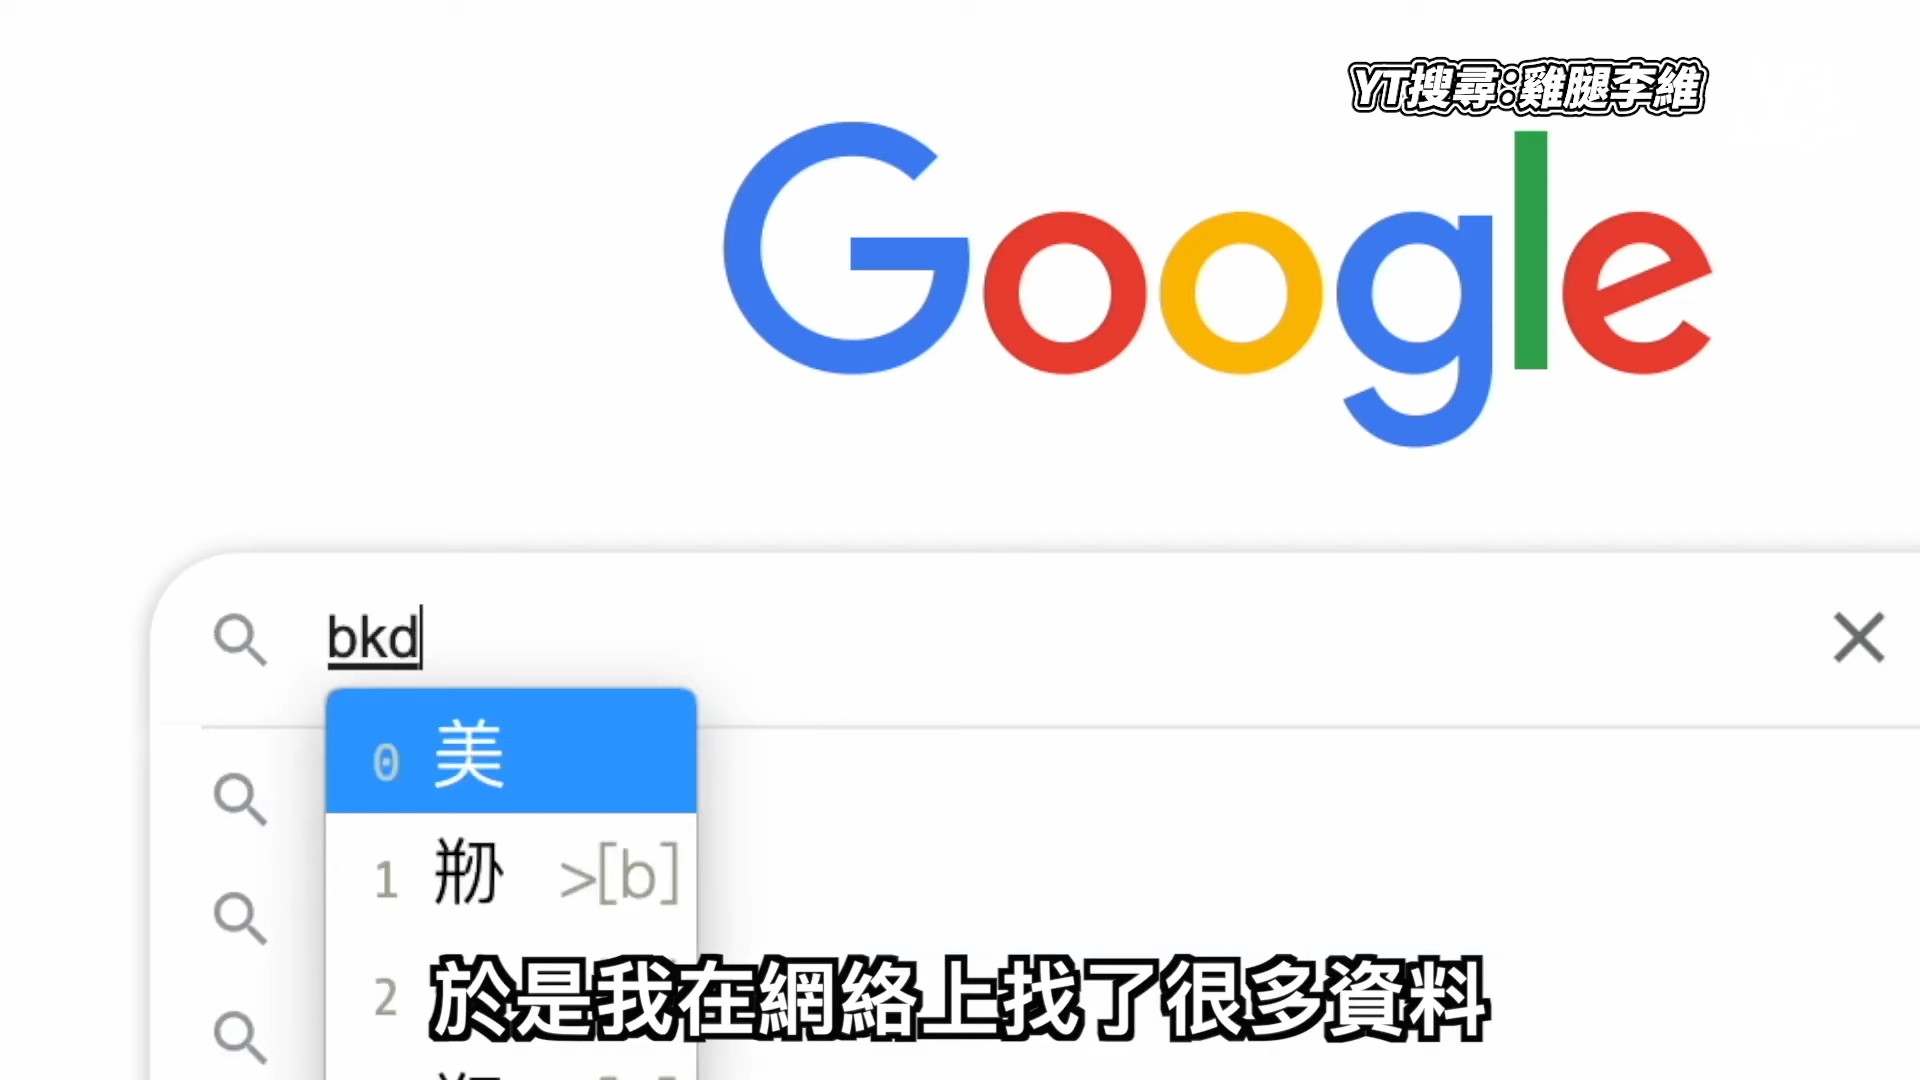 YT搜尋:雞腿李維
Google
bkd
0 美
1 㓞 >[b]
2
於是我在網絡上找了很多資料